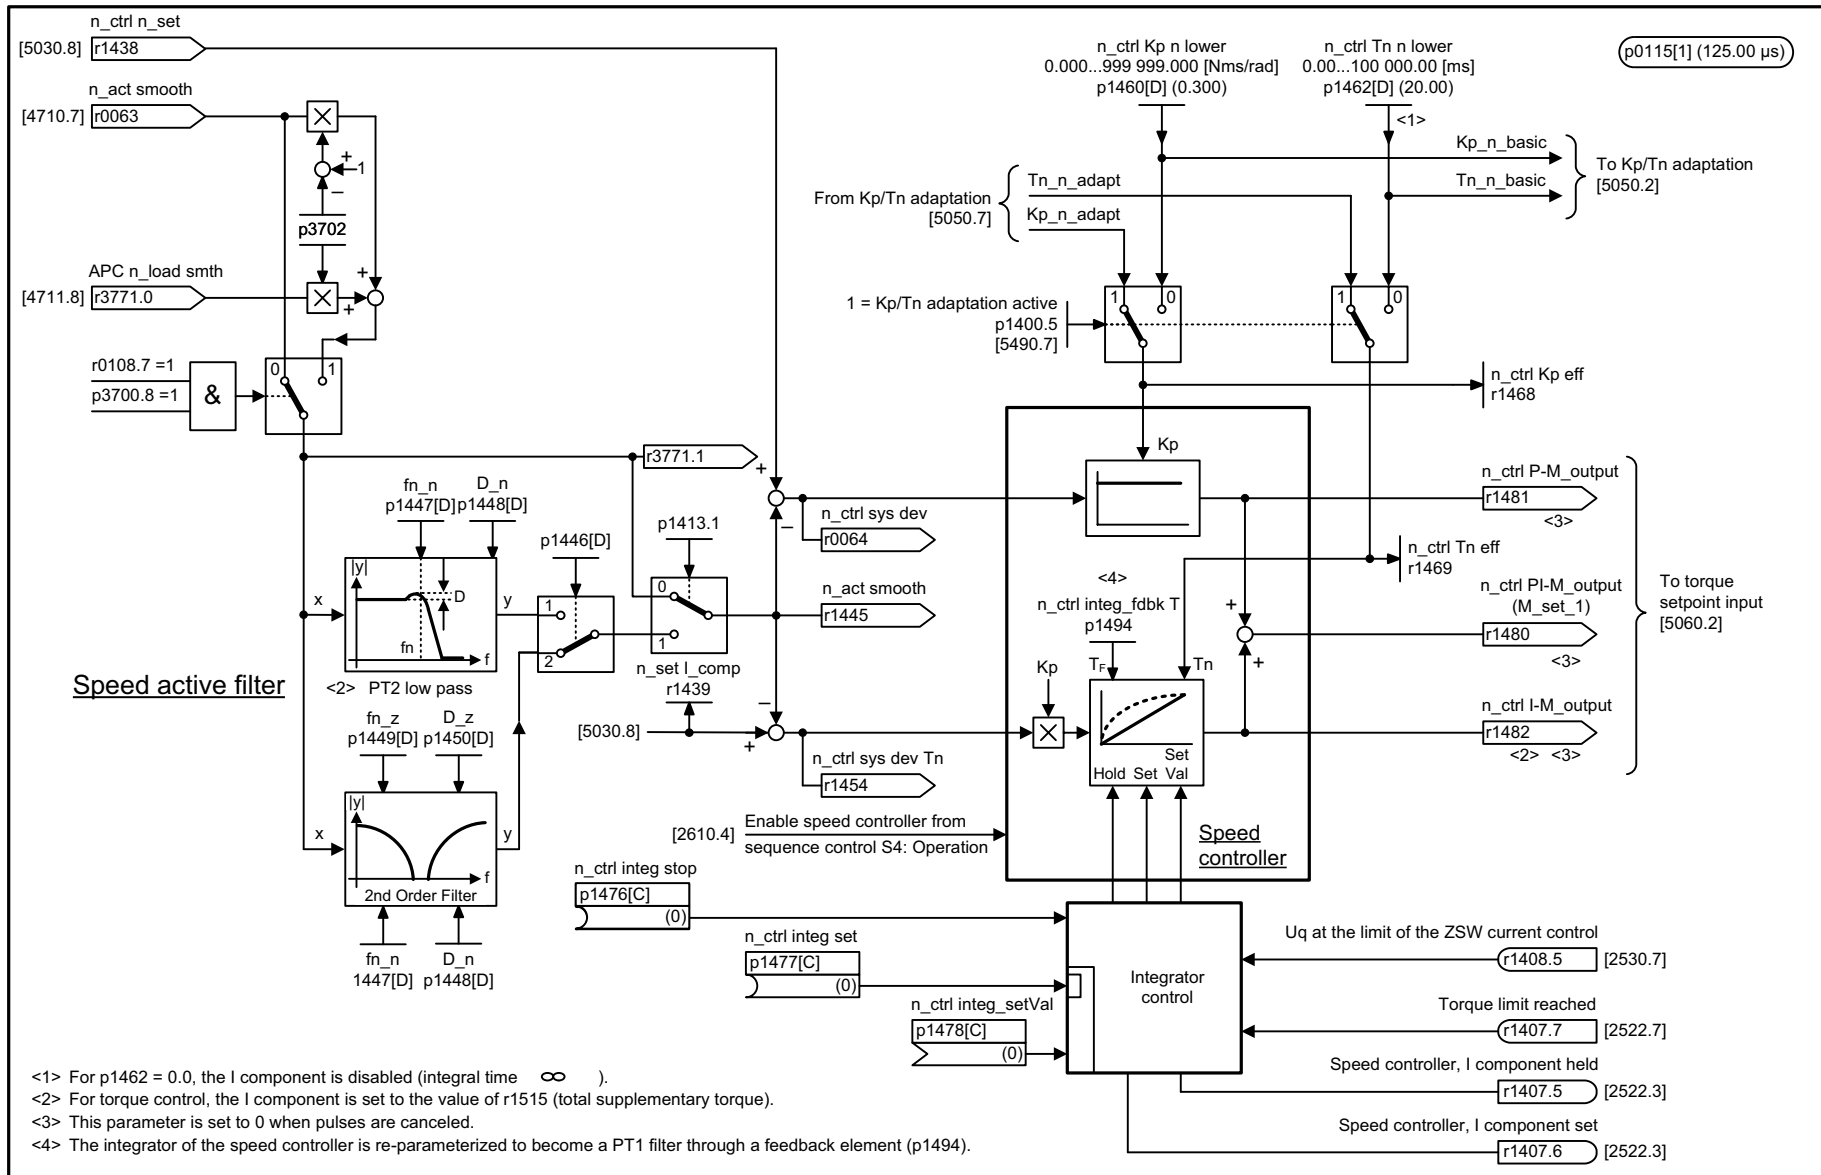 n_ctrl n_set
[5030.8] r1438
n_act smooth
[4710.7] r0063
+
1
–
p3702
APC n_load smth
[4711.8] r3771.0
+
+
r0108.7 =1
p3700.8 =1
&
0 1
r3771.1
n_ctrl Kp n lower
0.000...999 999.000 [Nms/rad]
p1460[D] (0.300)
n_ctrl Tn n lower
0.00...100 000.00 [ms]
p1462[D] (20.00)
<1>
p0115[1] (125.00 µs)
Kp_n_basic
Tn_n_basic
To Kp/Tn adaptation
[5050.2]
From Kp/Tn adaptation
[5050.7]
Tn_n_adapt
Kp_n_adapt
1 = Kp/Tn adaptation active
p1400.5
[5490.7]
1 0
1 0
n_ctrl Kp eff
r1468
fn_n
p1447[D]
D_n
p1448[D]
|y|
D
fn
f
x
y
<2> PT2 low pass
Speed active filter
fn_z
p1449[D]
D_z
p1450[D]
|y|
f
x
y
2nd Order Filter
fn_n
1447[D]
D_n
p1448[D]
p1446[D]
1
2
p1413.1
0
1
+
–
n_ctrl sys dev
r0064
n_act smooth
r1445
n_set I_comp
r1439
[5030.8]
–
+
n_ctrl sys dev Tn
r1454
[2610.4]
Enable speed controller from
sequence control S4: Operation
Kp
<4>
n_ctrl integ_fdbk T
p1494
TF
Tn
Kp
Set
Hold Set Val
+
+
Speed
controller
n_ctrl P-M_output
r1481
<3>
n_ctrl Tn eff
r1469
n_ctrl PI-M_output
(M_set_1)
r1480
<3>
n_ctrl I-M_output
r1482
<2> <3>
To torque
setpoint input
[5060.2]
n_ctrl integ stop
p1476[C]
(0)
n_ctrl integ set
p1477[C]
(0)
n_ctrl integ_setVal
p1478[C]
(0)
Integrator
control
Uq at the limit of the ZSW current control
r1408.5 [2530.7]
Torque limit reached
r1407.7 [2522.7]
Speed controller, I component held
r1407.5 [2522.3]
Speed controller, I component set
r1407.6 [2522.3]
<1> For p1462 = 0.0, the I component is disabled (integral time ∞ ).
<2> For torque control, the I component is set to the value of r1515 (total supplementary torque).
<3> This parameter is set to 0 when pulses are canceled.
<4> The integrator of the speed controller is re-parameterized to become a PT1 filter through a feedback element (p1494).